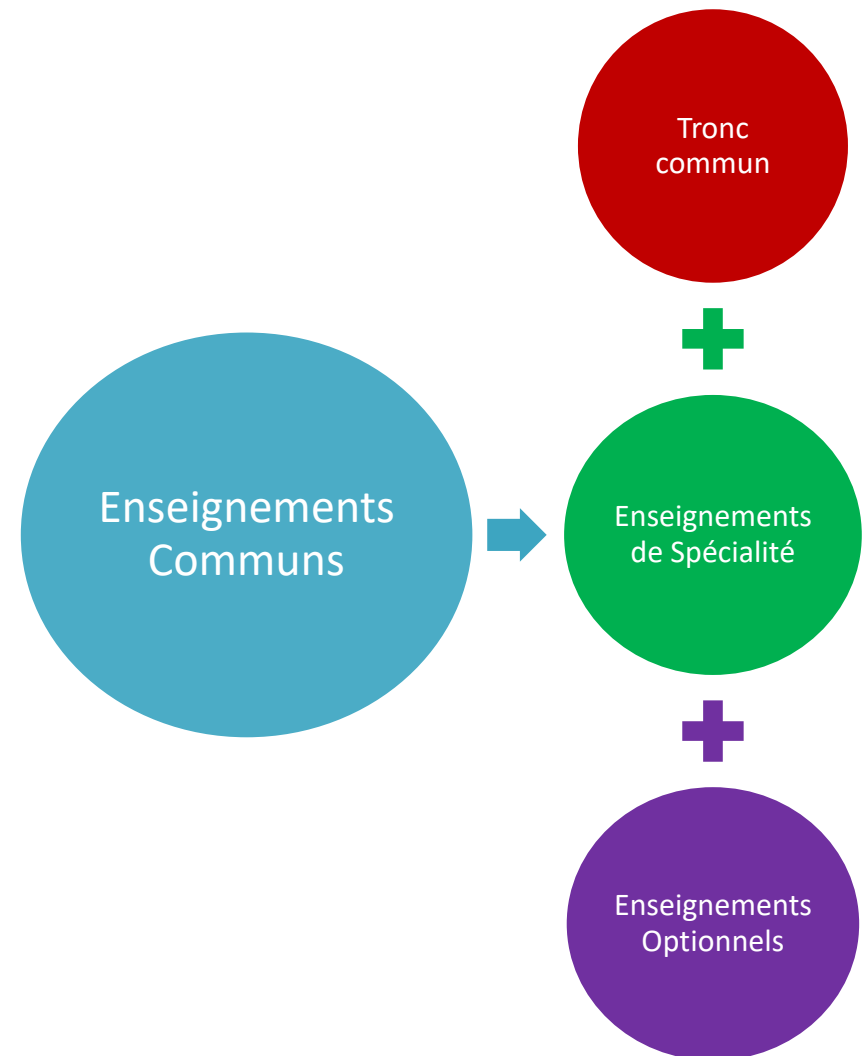 Enseignements
Communs
Tronc
commun
Enseignements
de Spécialité
Enseignements
Optionnels